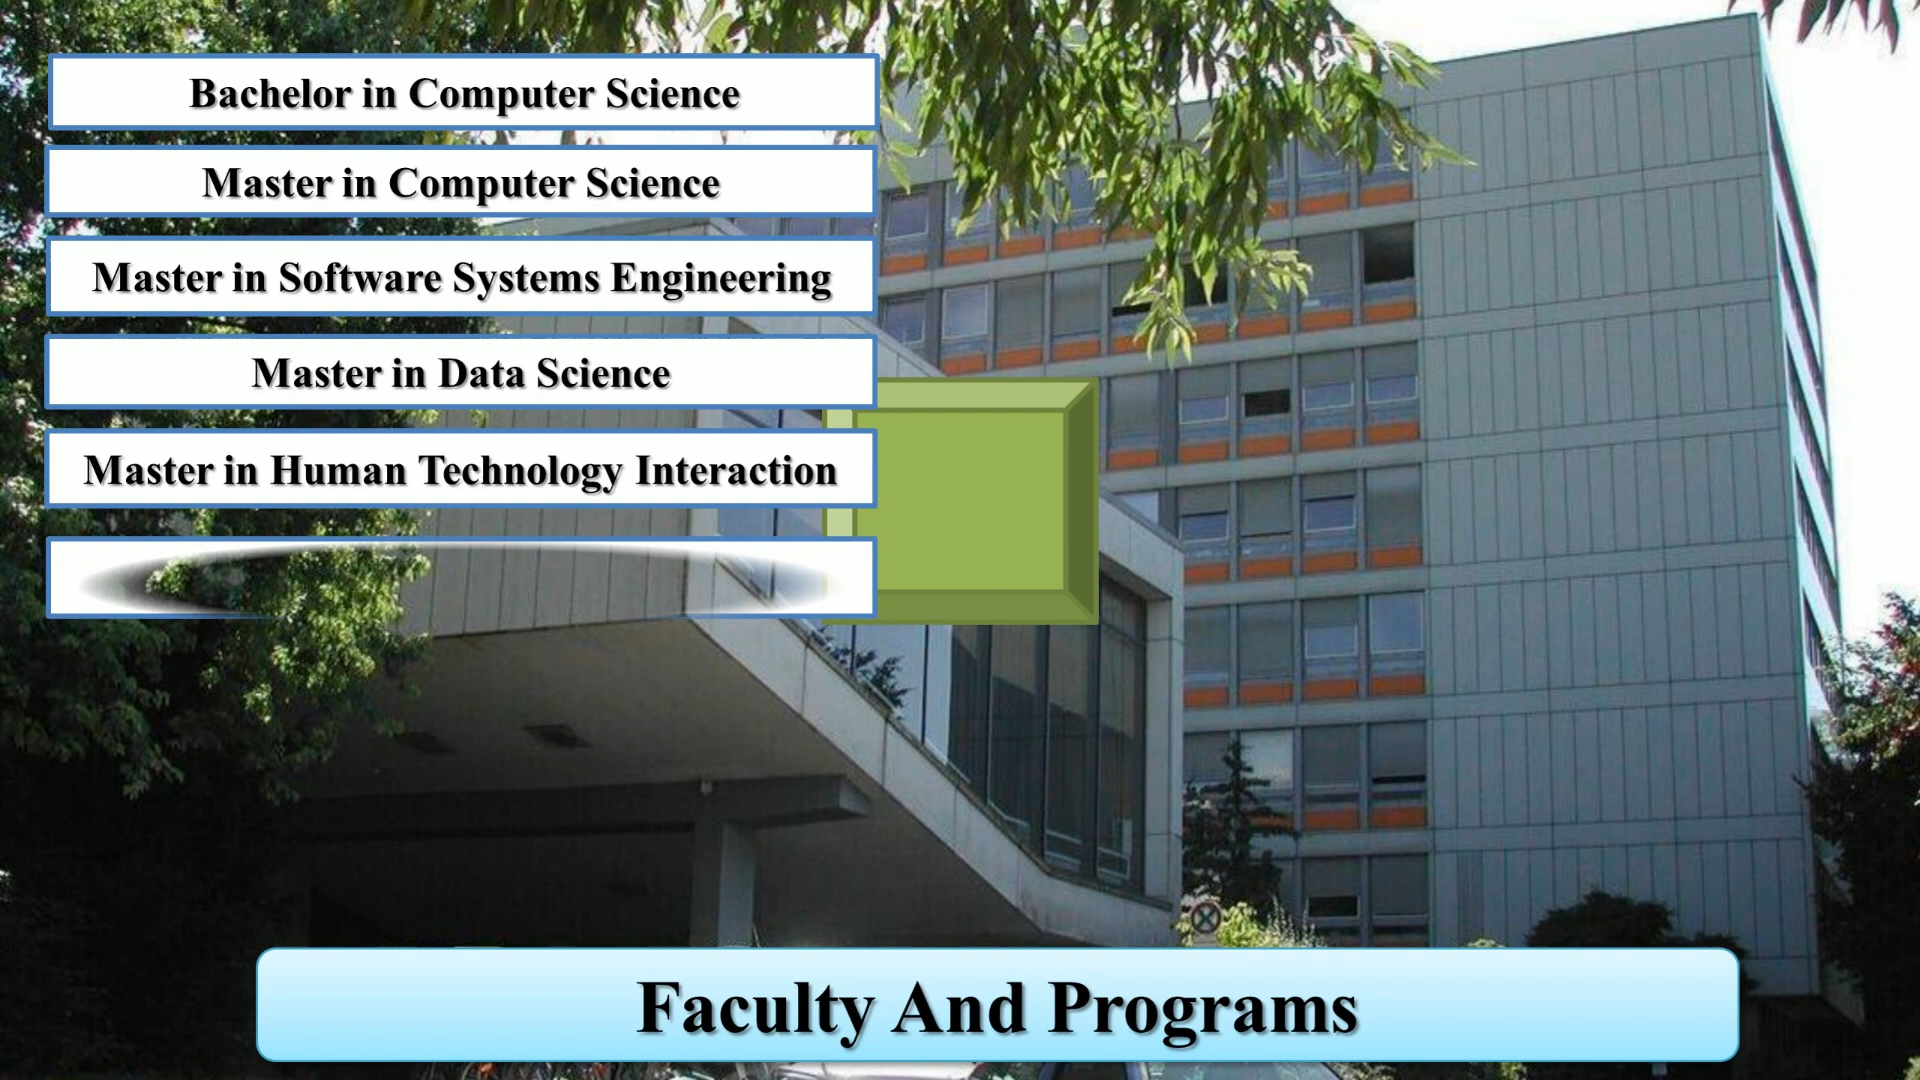 Bachelor in Computer Science
Master in Computer Science
Master in Software Systems Engineering
Master in Data Science
Master in Human Technology Interaction
Faculty And Programs